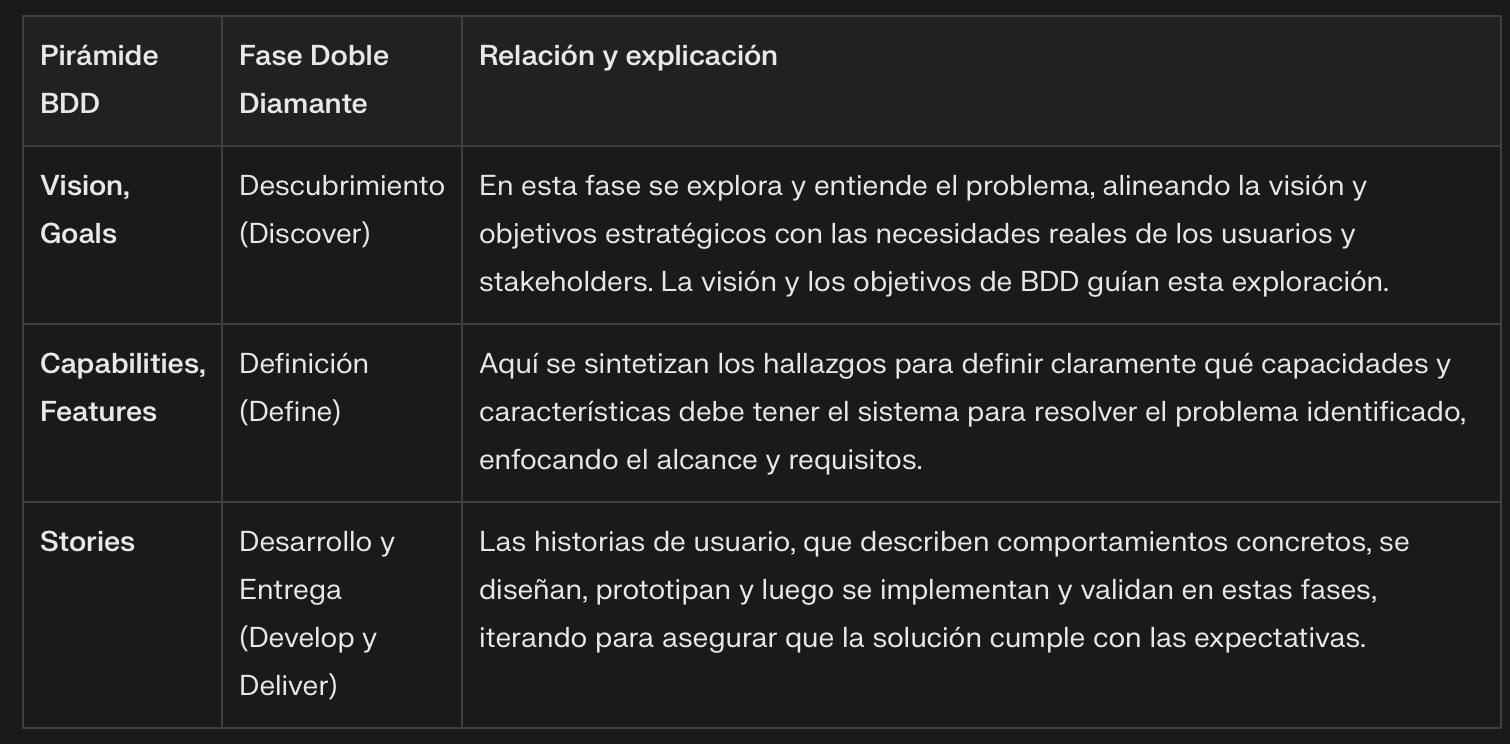 Pirámide
BDD
Fase Doble
Diamante
Relación y explicación
Vision,
Goals
Descubrimiento
(Discover)
En esta fase se explora y entiende el problema, alineando la visión y
objetivos estratégicos con las necesidades reales de los usuarios y
stakeholders. La visión y los objetivos de BDD guían esta exploración.
Capabilities,
Features
Definición
(Define)
Aquí se sintetizan los hallazgos para definir claramente qué capacidades y
características debe tener el sistema para resolver el problema identificado,
enfocando el alcance y requisitos.
Stories
Desarrollo y
Entrega
(Develop y
Deliver)
Las historias de usuario, que describen comportamientos concretos, se
diseñan, prototipan y luego se implementan y validan en estas fases,
iterando para asegurar que la solución cumple con las expectativas.